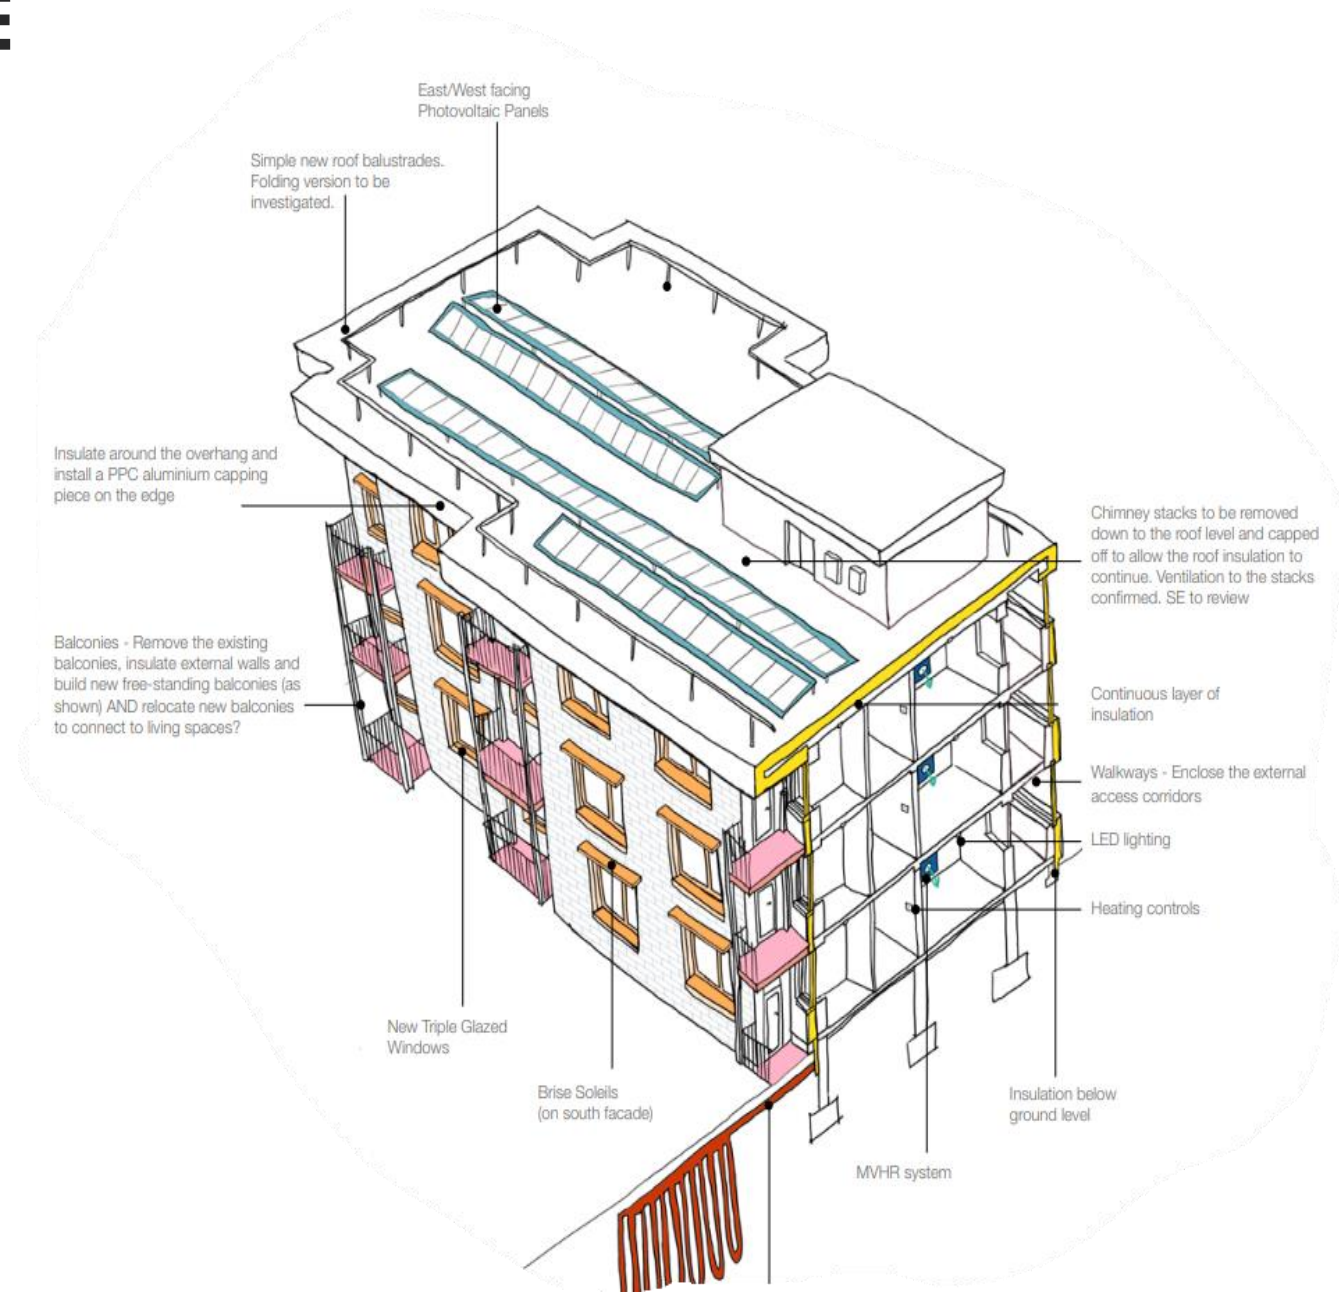 East/West facing
Photovoltaic Panels
Simple new roof balustrades.
Folding version to be
investigated.
Insulate around the overhang and
install a PPC aluminium capping
piece on the edge
Chimney stacks to be removed
down to the roof level and capped
off to allow the roof insulation to
continue. Ventilation to the stacks
confirmed. SE to review
Balconies - Remove the existing
balconies, insulate external walls and
build new free-standing balconies (as
shown) AND relocate new balconies
to connect to living spaces?
Continuous layer of
insulation
Walkways - Enclose the external
access corridors
LED lighting
Heating controls
New Triple Glazed
Windows
Brise Soleils
(on south facade)
Insulation below
ground level
MVHR system